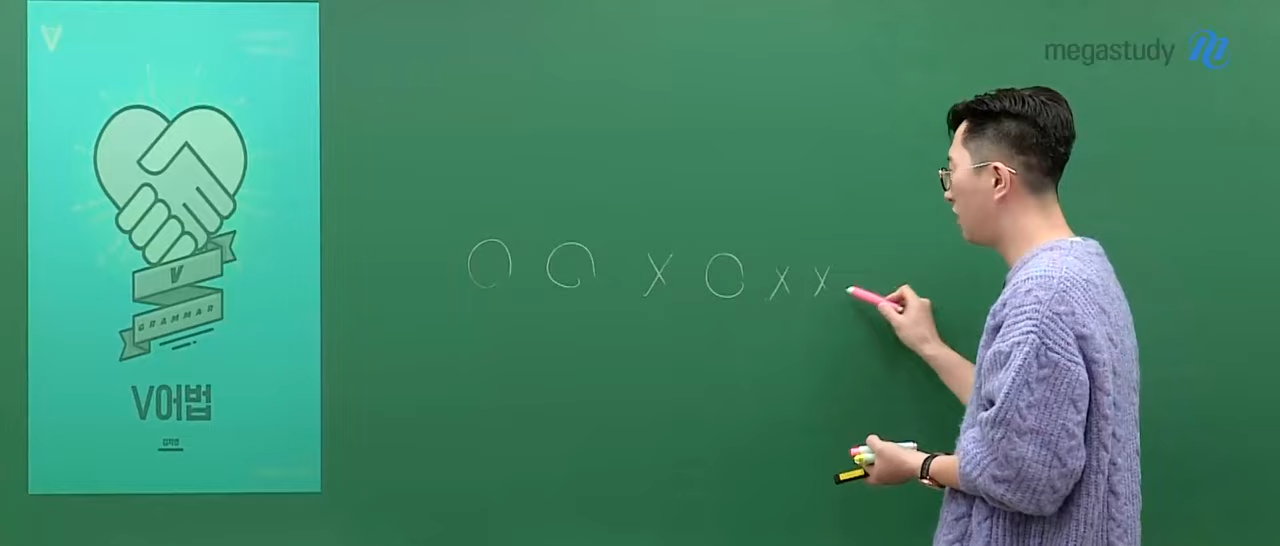 V
V
GRAMMAR
V어법
megastudy M
O O X O X X